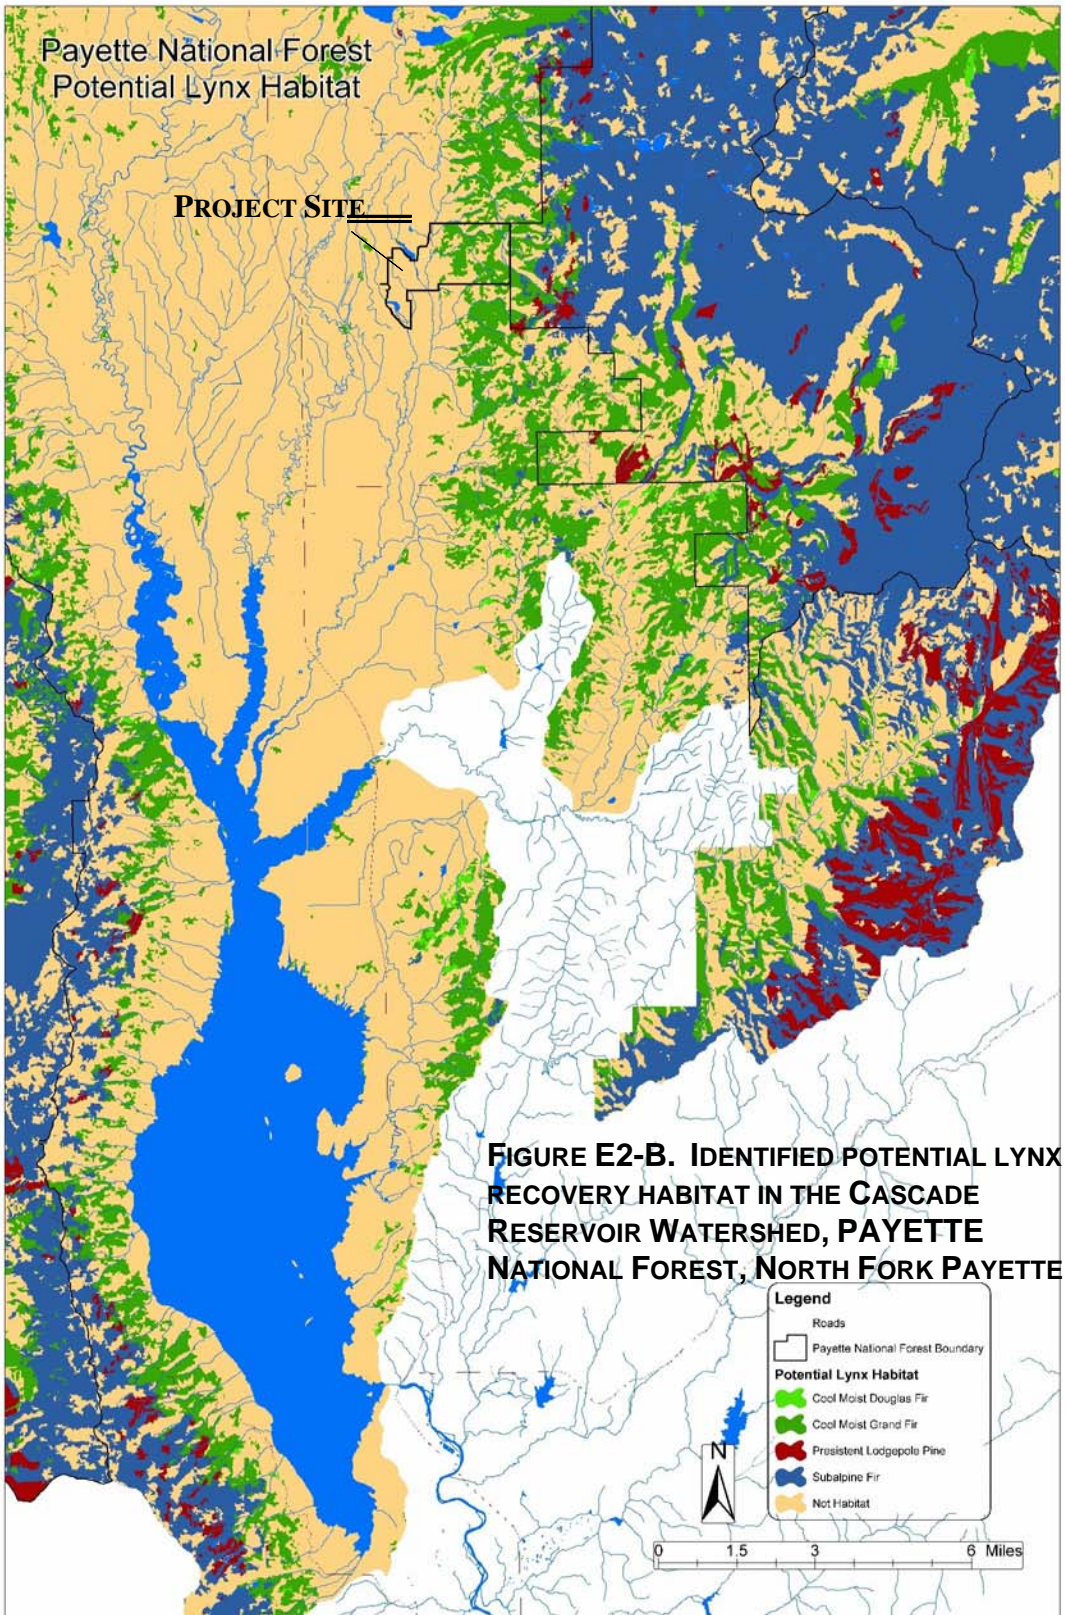 Payette National Forest
Potential Lynx Habitat
PROJECT SITE
FIGURE E2-B. IDENTIFIED POTENTIAL LYNX
RECOVERY HABITAT IN THE CASCADE
RESERVOIR WATERSHED, PAYETTE
NATIONAL FOREST, NORTH FORK PAYETTE
Legend
Roads
Payette National Forest Boundary
Potential Lynx Habitat
Cool Moist Douglas Fir
Cool Moist Grand Fir
Presistent Lodgepole Pine
Subalpine Fir
Not Habitat
N
0 1.5 3 6 Miles